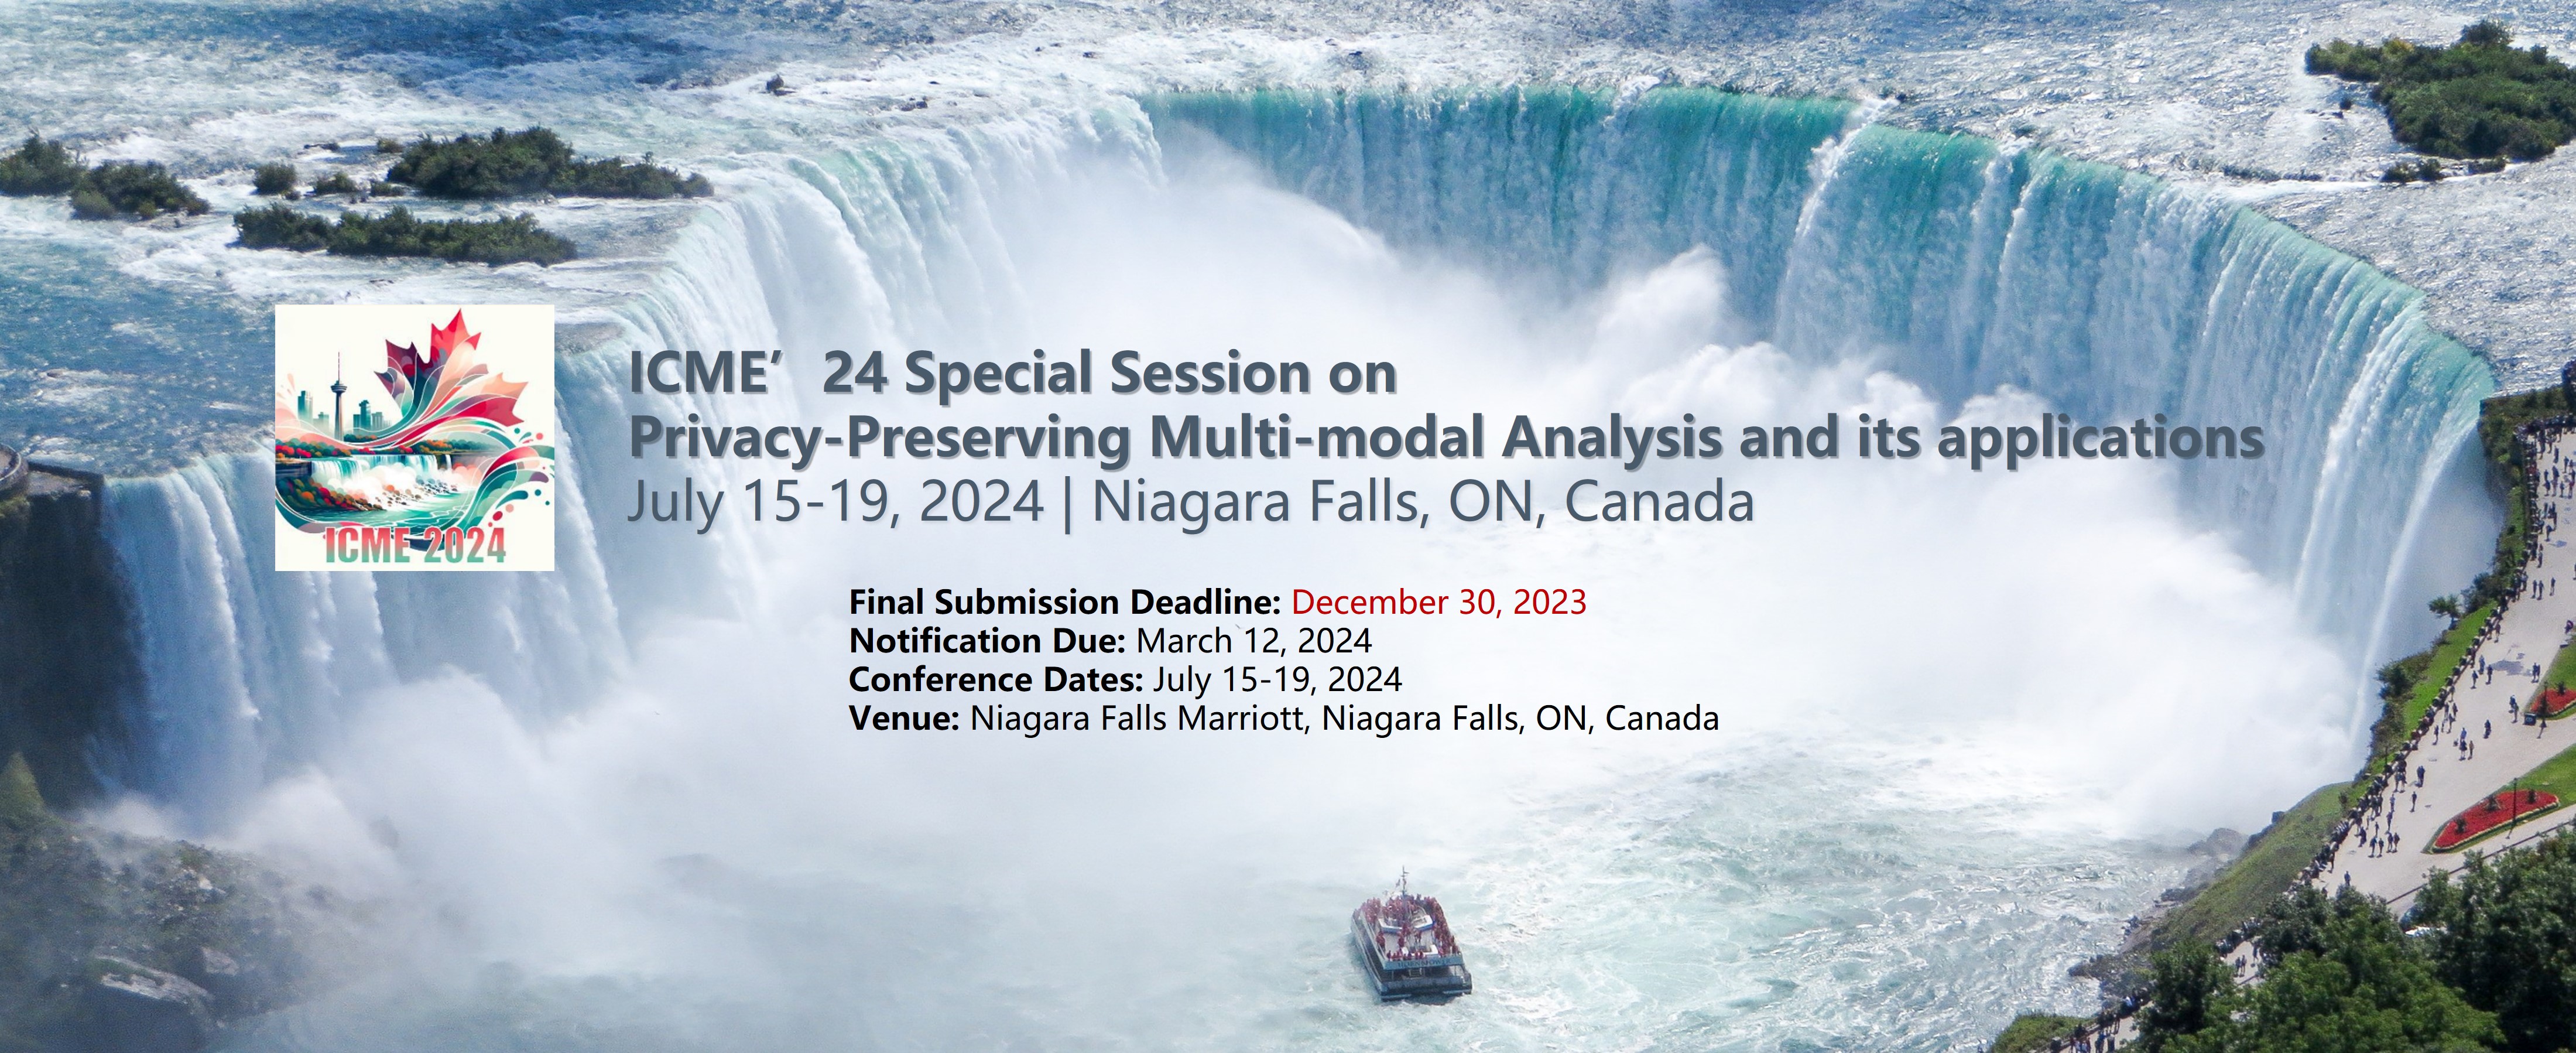 ICME 2024
ICME’ 24 Special Session on
Privacy-Preserving Multi-modal Analysis and its applications
July 15-19, 2024 | Niagara Falls, ON, Canada
Final Submission Deadline: December 30, 2023
Notification Due: March 12, 2024
Conference Dates: July 15-19, 2024
Venue: Niagara Falls Marriott, Niagara Falls, ON, Canada